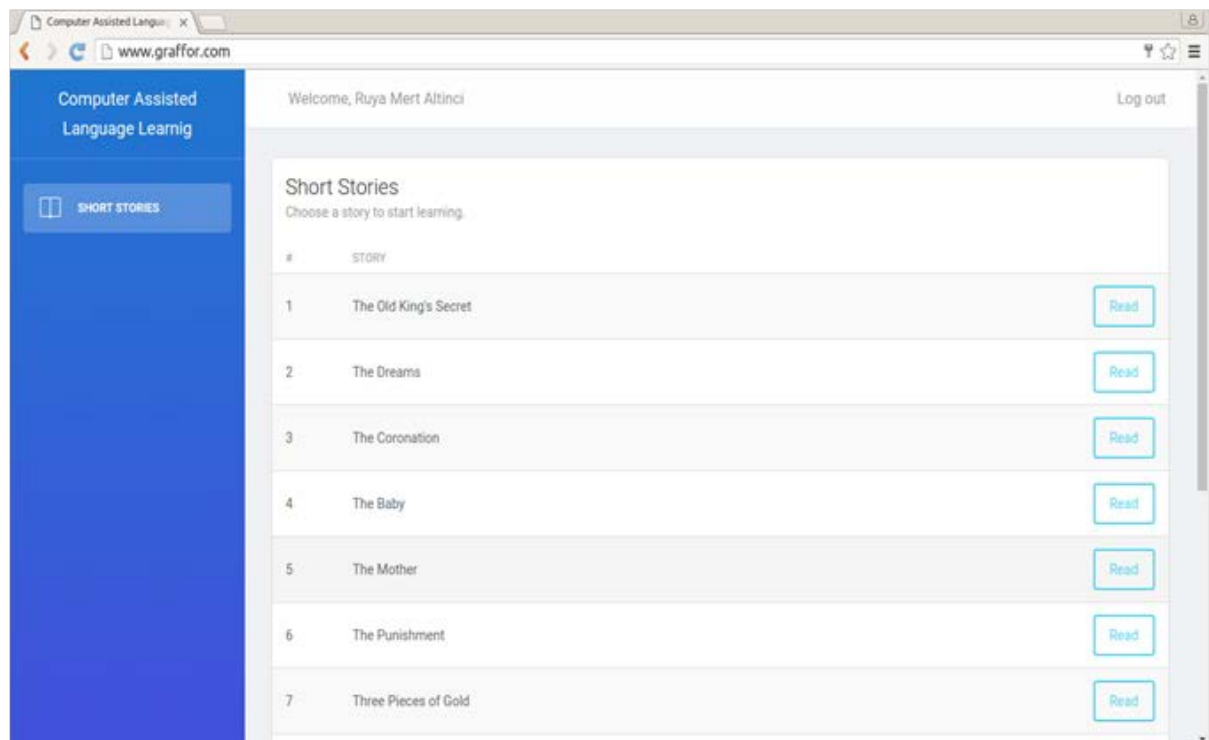 Computer Assisted Langua
www.graffor.com
Computer Assisted
Language Learnig
SHORT STORIES
Welcome, Ruya Mert Altinci
Log out
Short Stories
Choose a story to start learning.
# STORY
1 The Old King's Secret Read
2 The Dreams Read
3 The Coronation Read
4 The Baby Read
5 The Mother Read
6 The Punishment Read
7 Three Pieces of Gold Read